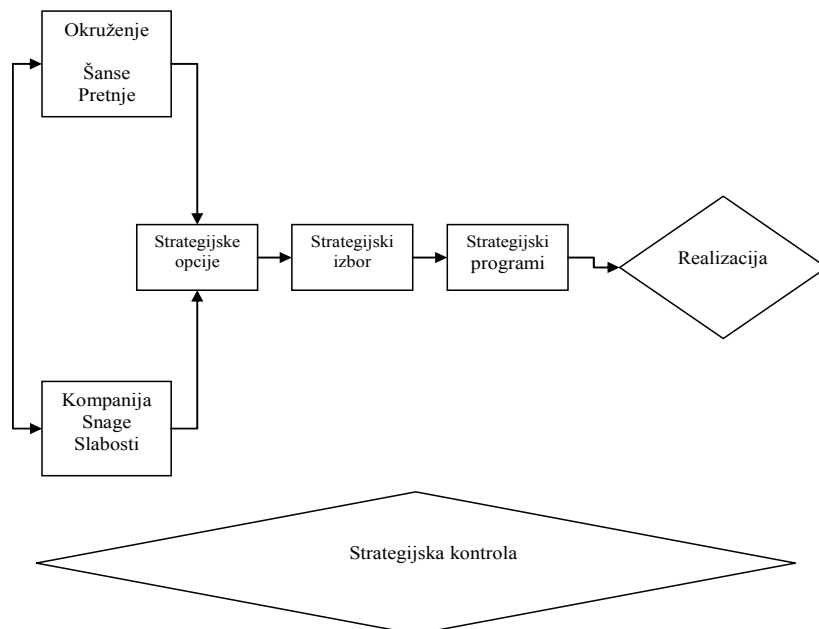 Okruženje
Šanse
Pretnje
Strategijske
opcije
Strategijski
izbor
Strategijski
programi
Realizacija
Kompanija
Snage
Slabosti
Strategijska kontrola